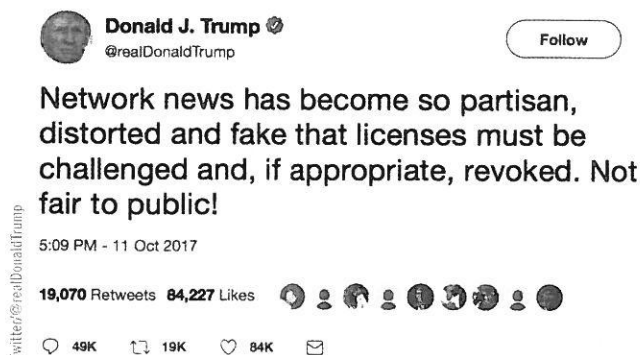 Donald J. Trump
@realDonaldTrump
Follow
Network news has become so partisan,
distorted and fake that licenses must be
challenged and, if appropriate, revoked. Not
fair to public!
5:09 PM - 11 Oct 2017
19,070 Retweets 84,227 Likes
49K 19K 84K
witter/@realDonaldTrump